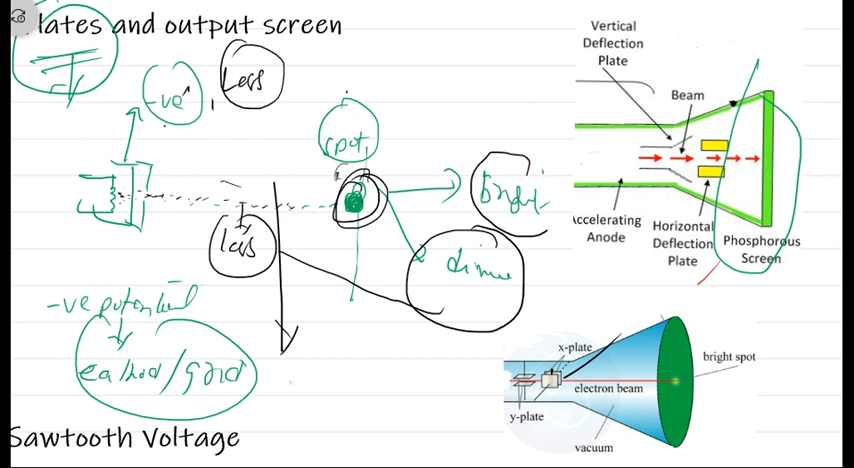 lates and output screen
-ve
Less
spot
bright
less
dimm
-ve potential
cathod/grid
Vertical
Deflection
Plate
Beam
Accelerating
Anode
Horizontal
Deflection
Plate
Phosphorous
Screen
x-plate
bright spot
electron beam
y-plate
vacuum
Sawtooth Voltage